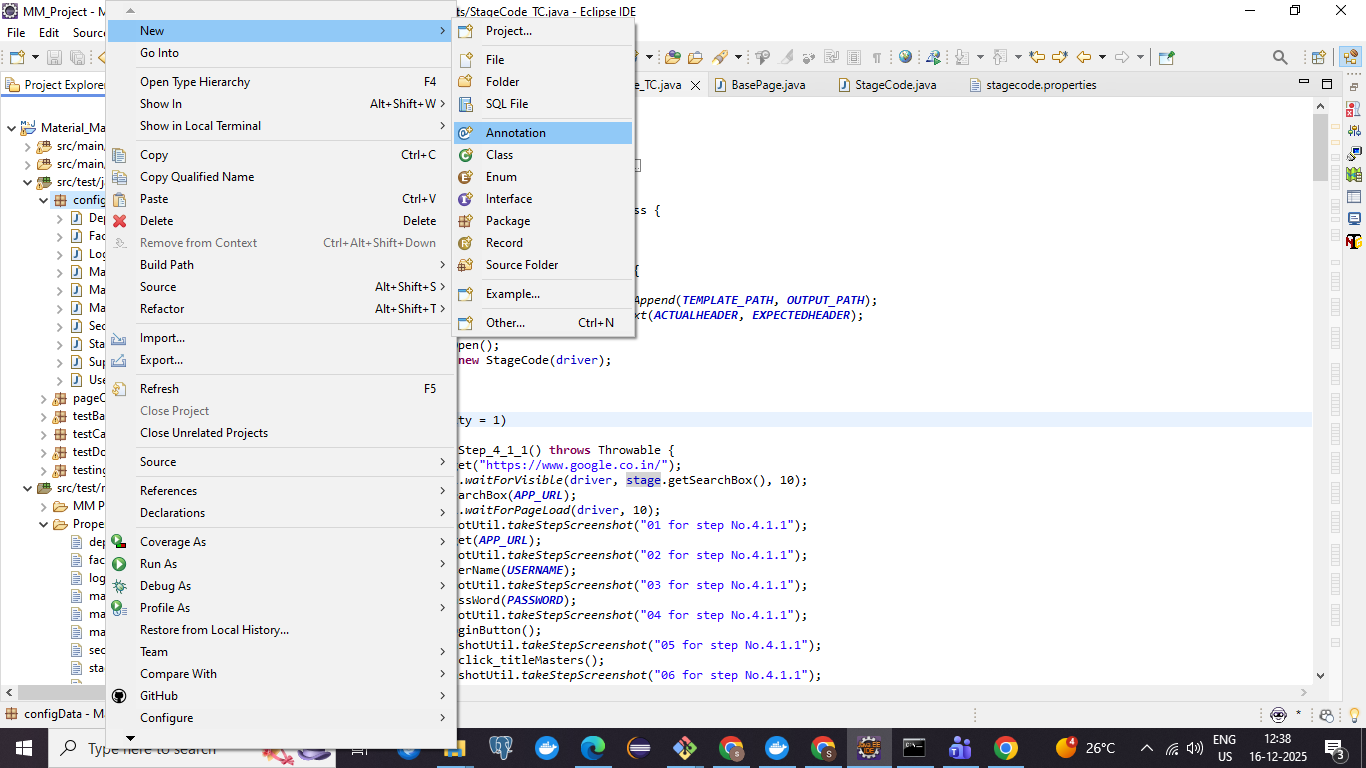 MM_Project - M
ts/StageCode_TC.java - Eclipse IDE
File Edit Sourc
Project Explorer
e_TC.java
BasePage.java
StageCode.java
stagecode.properties
Material_Ma
src/main
src/main
src/test/ja
config
Dep
Fac
Log
Ma
Ma
Ma
Sec
Sta
Sup
Use
pageO
testBa
testCa
testDo
testing
src/test/r
MM P
Prope
dep
fac
log
ma
ma
ma
sec
sta
New
Go Into
Open Type Hierarchy F4
Show In Alt+Shift+W
Show in Local Terminal
Copy Ctrl+C
Copy Qualified Name
Paste Ctrl+V
Delete Delete
Remove from Context Ctrl+Alt+Shift+Down
Build Path
Source Alt+Shift+S
Refactor Alt+Shift+T
Import...
Export...
Refresh F5
Close Project
Close Unrelated Projects
Source
References
Declarations
Coverage As
Run As
Debug As
Profile As
Restore from Local History...
Team
Compare With
GitHub
Configure
Project...
File
Folder
SQL File
Annotation
Class
Enum
Interface
Package
Record
Source Folder
Example...
Other... Ctrl+N
ss {
{
Append(TEMPLATE_PATH, OUTPUT_PATH);
xt(ACTUALHEADER, EXPECTEDHEADER);
pen();
new StageCode(driver);
ty = 1)
Step_4_1_1() throws Throwable {
et("https://www.google.co.in/");
.waitForVisible(driver, stage.getSearchBox(), 10);
earchBox(APP_URL);
.waitForPageLoad(driver, 10);
hotUtil.takeStepScreenshot("01 for step No.4.1.1");
et(APP_URL);
hotUtil.takeStepScreenshot("02 for step No.4.1.1");
erName(USERNAME);
hotUtil.takeStepScreenshot("03 for step No.4.1.1");
ssWord(PASSWORD);
hotUtil.takeStepScreenshot("04 for step No.4.1.1");
ginButton();
shotUtil.takeStepScreenshot("05 for step No.4.1.1");
click_titleMasters();
shotUtil.takeStepScreenshot("06 for step No.4.1.1");
configData - Ma
Type here to search
4
26°C
ENG
US
12:38
16-12-2025
3